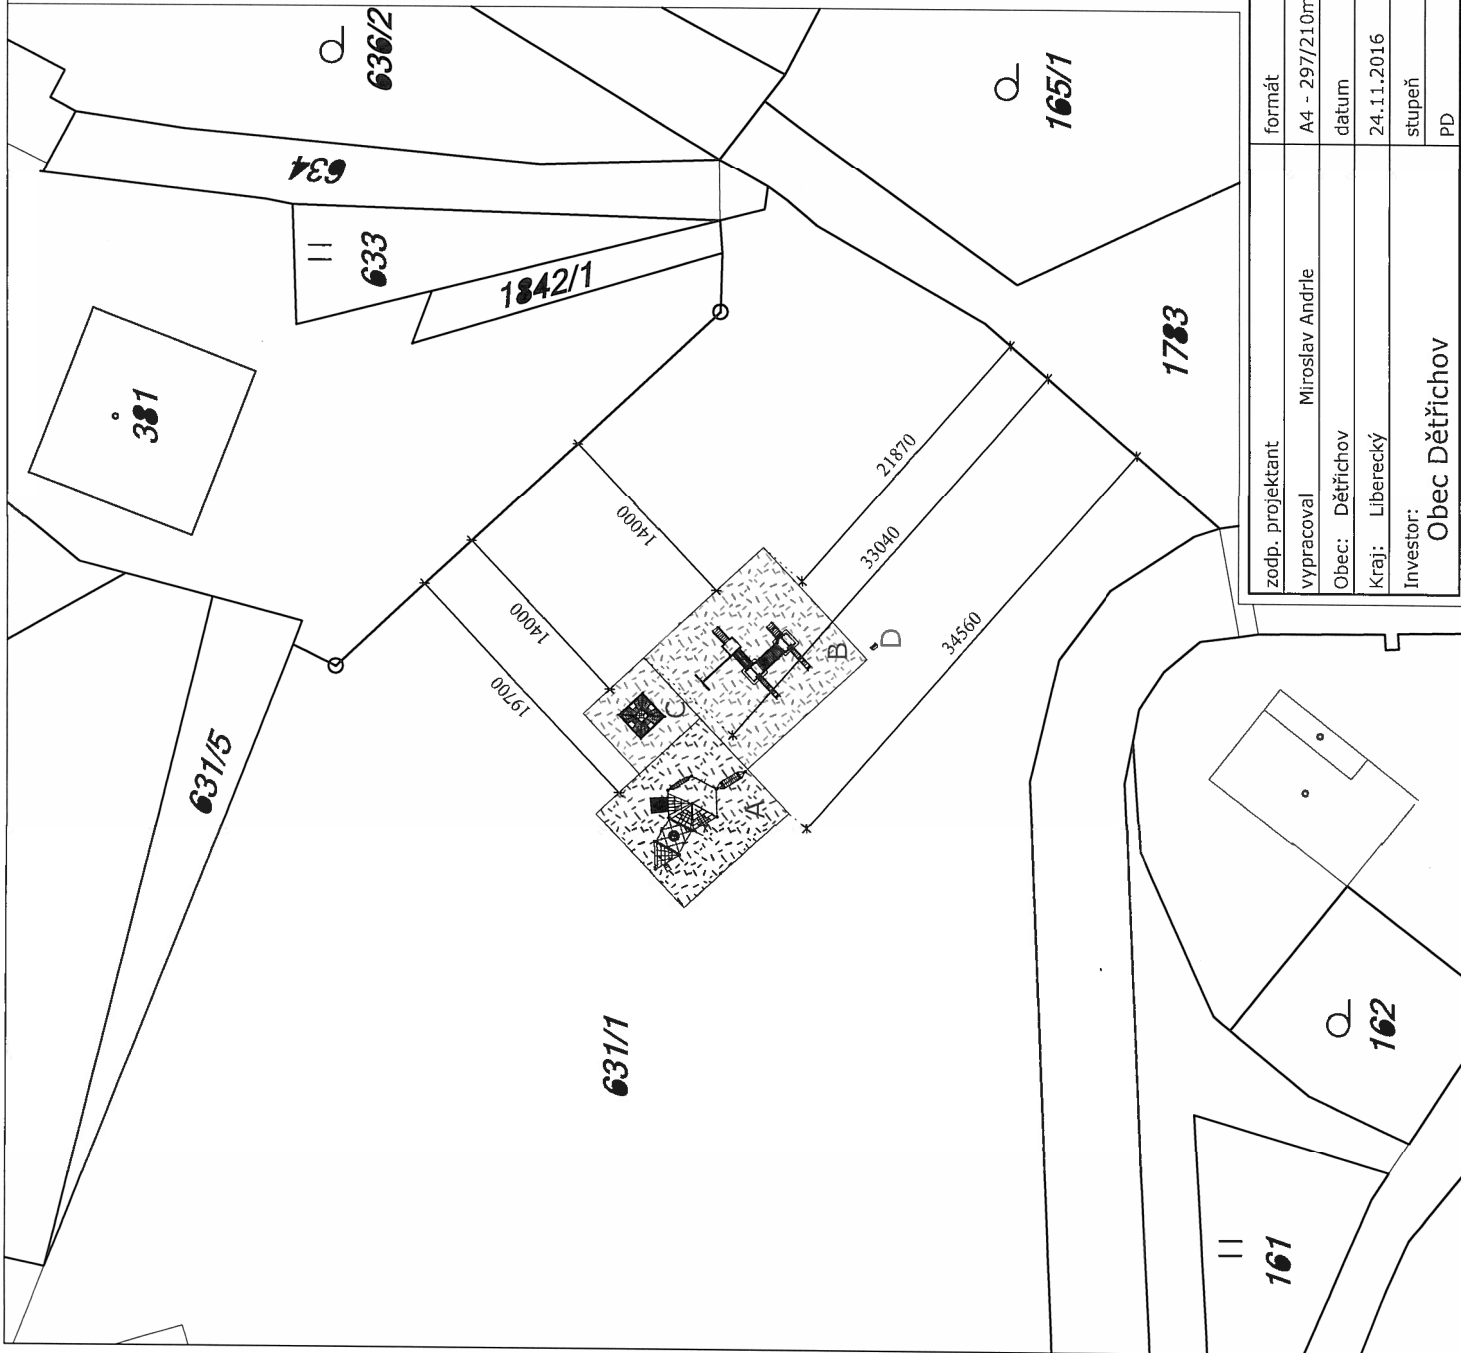 636/2
634
165/1
633
1842/1
381
1783
21870
14000
33040
14000
34560
19700
631/5
A
B
C
D
631/1
162
161
formát
A4 - 297/210m
datum
24.11.2016
stupeň
PD
zodp. projektant
vypracoval Miroslav Andrle
Obec: Dětřichov
Kraj: Liberecký
Investor:
Obec Dětřichov